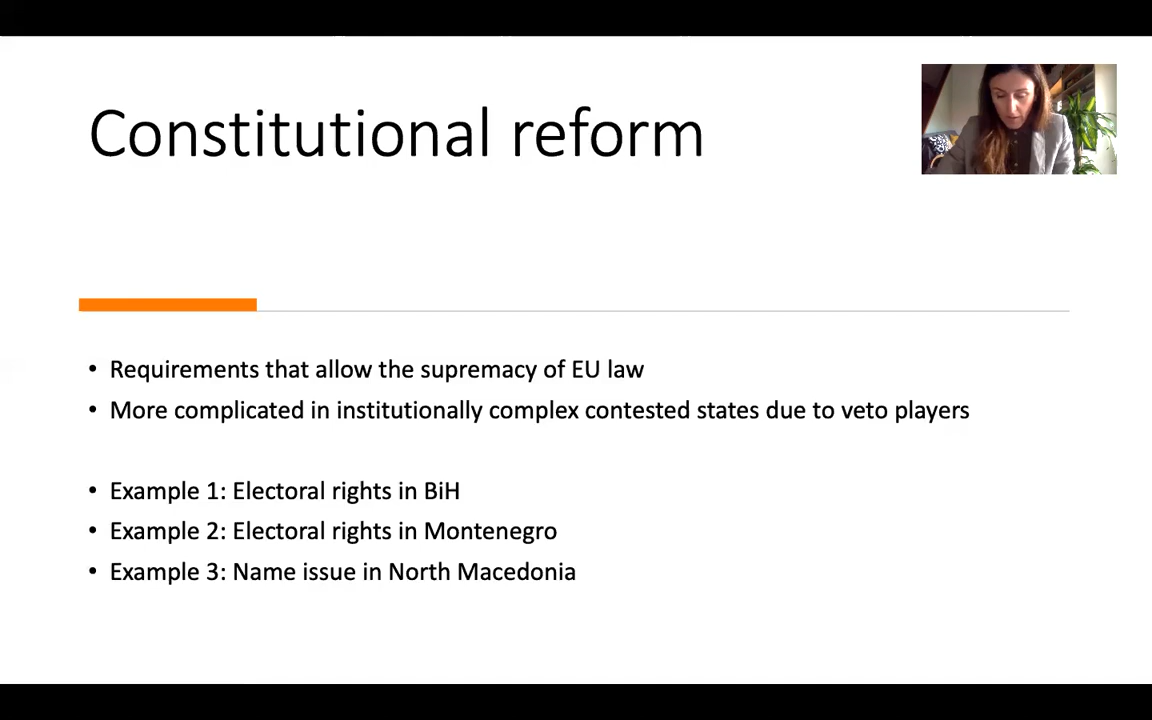 Constitutional reform
• Requirements that allow the supremacy of EU law
• More complicated in institutionally complex contested states due to veto players
• Example 1: Electoral rights in BiH
• Example 2: Electoral rights in Montenegro
• Example 3: Name issue in North Macedonia